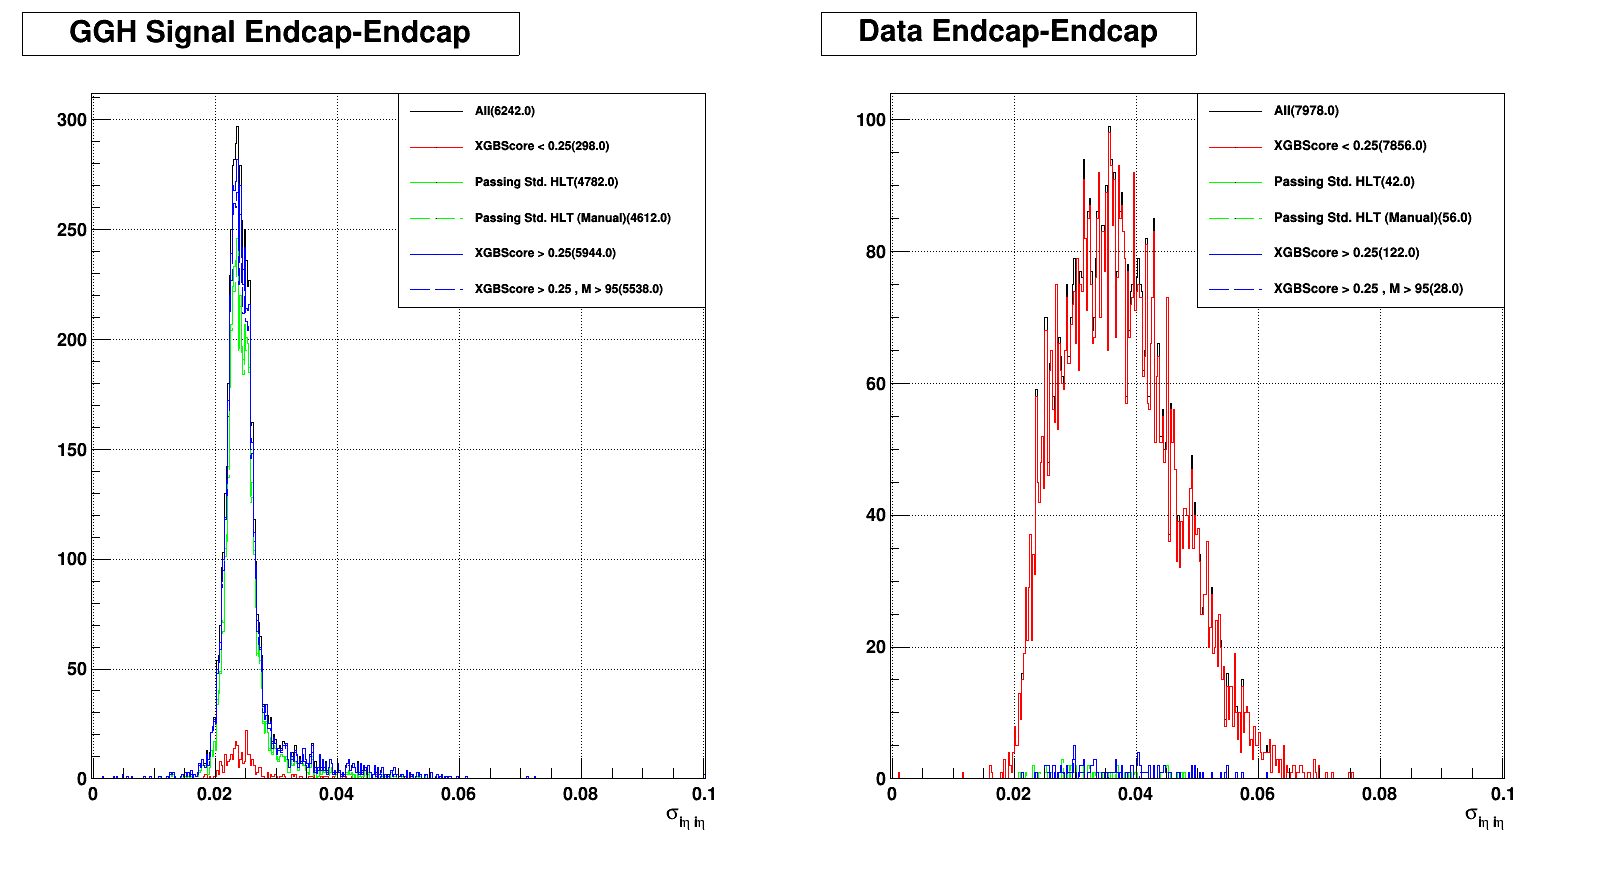 GGH Signal Endcap-Endcap
All(6242.0)
XGBScore < 0.25(298.0)
Passing Std. HLT(4782.0)
Passing Std. HLT (Manual)(4612.0)
XGBScore > 0.25(5944.0)
XGBScore > 0.25 , M > 95(5538.0)
300
250
200
150
100
50
0
0 0.02 0.04 0.06 0.08 0.1
σiη iη
Data Endcap-Endcap
All(7978.0)
XGBScore < 0.25(7856.0)
Passing Std. HLT(42.0)
Passing Std. HLT (Manual)(56.0)
XGBScore > 0.25(122.0)
XGBScore > 0.25 , M > 95(28.0)
100
80
60
40
20
0
0 0.02 0.04 0.06 0.08 0.1
σiη iη